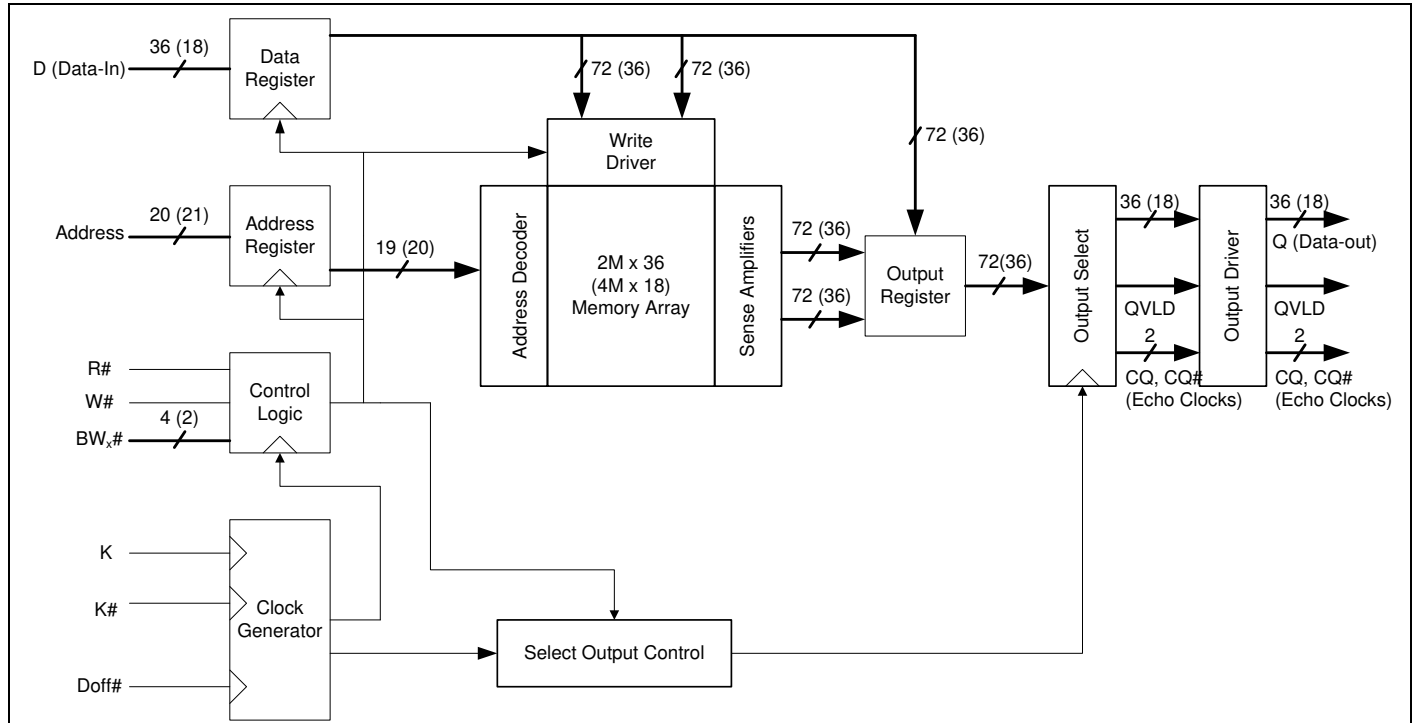 D (Data-In)
36 (18)
Data
Register
72 (36)
72 (36)
72 (36)
Write
Driver
Address
20 (21)
Address
Register
19 (20)
Address Decoder
2M x 36
(4M x 18)
Memory Array
Sense Amplifiers
72 (36)
72 (36)
Output
Register
72(36)
Output Select
36 (18)
QVLD
2
CQ, CQ#
(Echo Clocks)
Output Driver
36 (18)
Q (Data-out)
QVLD
2
CQ, CQ#
(Echo Clocks)
R#
W#
4 (2)
BWx#
Control
Logic
K
K#
Doff#
Clock
Generator
Select Output Control